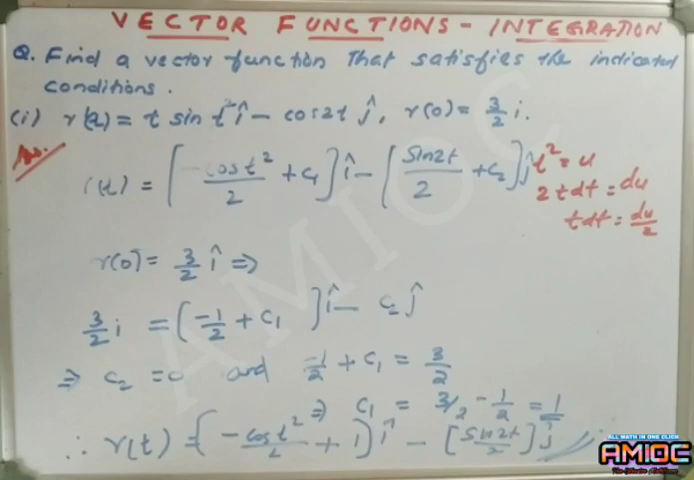 VECTOR FUNCTIONS - INTEGRATION
Q. Find a vector function that satisfies the indicated
conditions.
(i) r'(t) = t sin t² î - cos2t ĵ, r(0) = 3/2 i.
Ans.
r(t) = [-cos t²/2 + c₁] î - [sin2t/2 + c₂] ĵ
t² = u
2tdt = du
tdt = du/2
r(0) = 3/2 î ⇒
3/2 i = [-1/2 + c₁] î - c₂ ĵ
⇒ c₂ = 0 and -1/2 + c₁ = 3/2
⇒ c₁ = 3/2 - 1/2 = 1
∴ r(t) = [-cos t²/2 + 1] î - [sin2t/2] ĵ
AMIOC
ALL MATH IN ONE CLICK
AMIOC